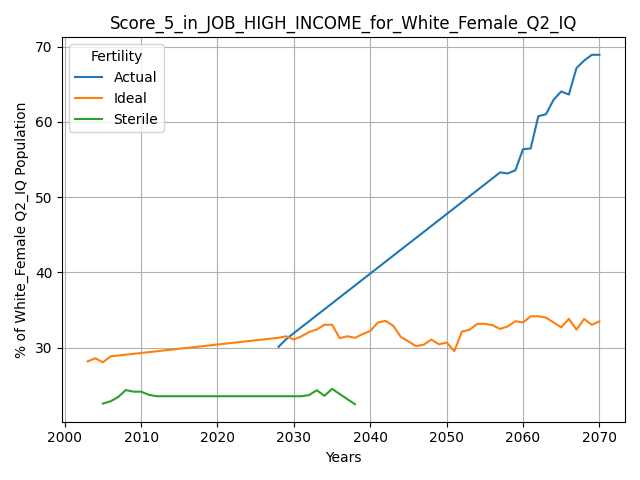 Score_5_in_JOB_HIGH_INCOME_for_White_Female_Q2_IQ
Fertility
Actual
Ideal
Sterile
% of White_Female Q2_IQ Population
70
60
50
40
30
2000 2010 2020 2030 2040 2050 2060 2070
Years